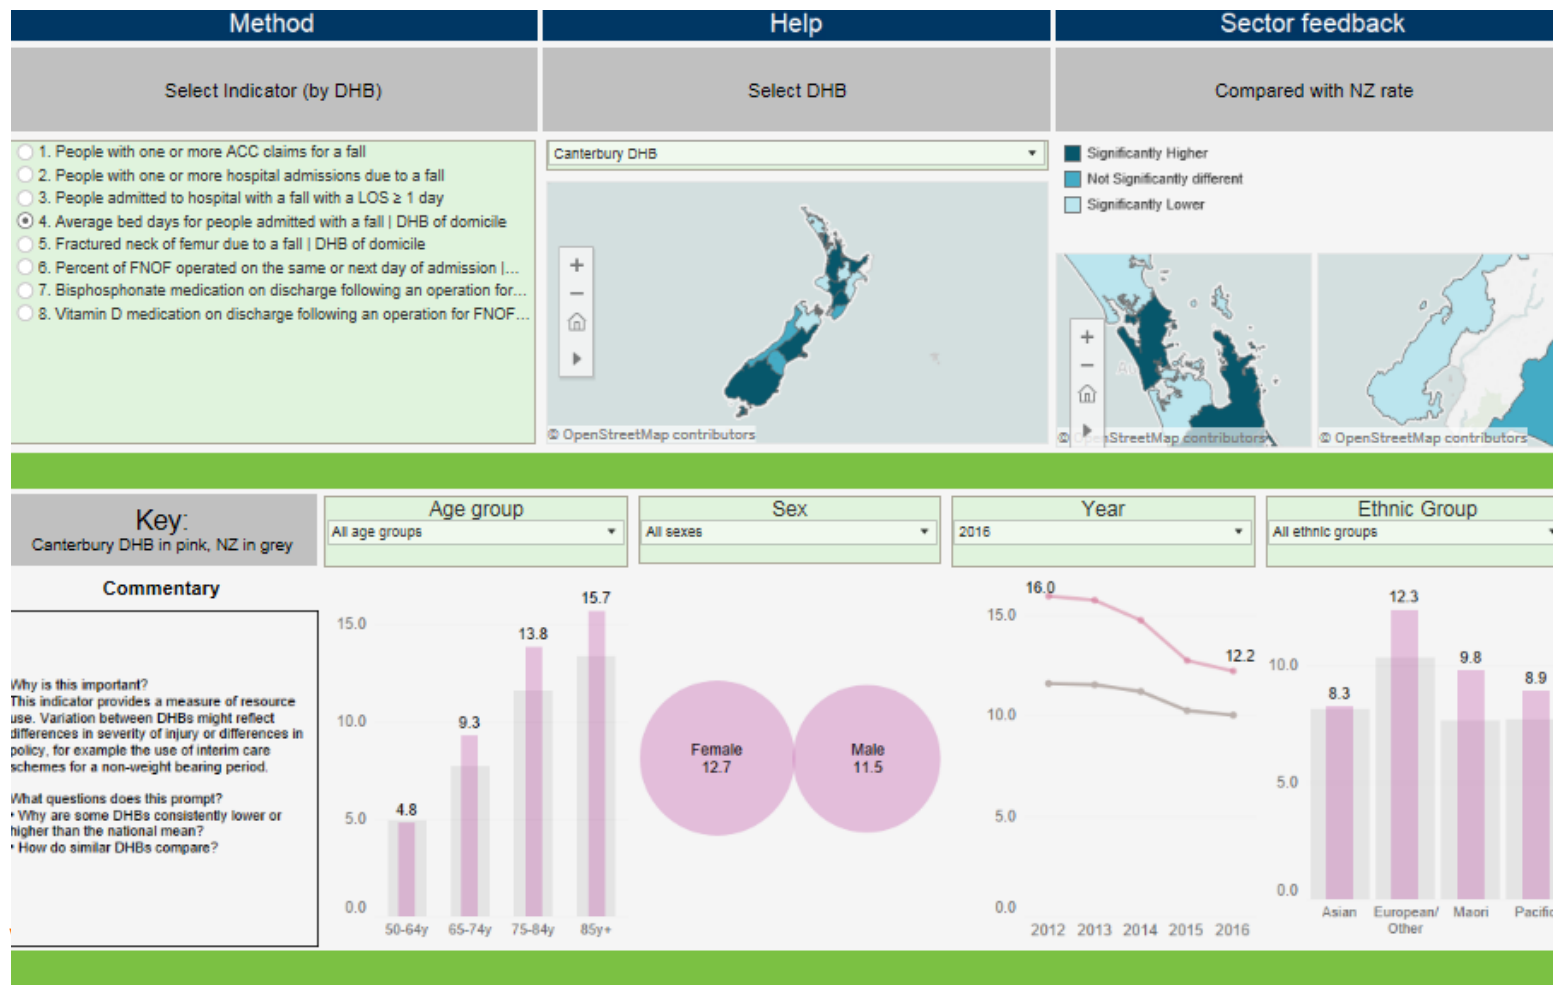 Method
Help
Sector feedback
Select Indicator (by DHB)
Select DHB
Compared with NZ rate
1. People with one or more ACC claims for a fall
2. People with one or more hospital admissions due to a fall
3. People admitted to hospital with a fall with a LOS ≥ 1 day
4. Average bed days for people admitted with a fall | DHB of domicile
5. Fractured neck of femur due to a fall | DHB of domicile
6. Percent of FNOF operated on the same or next day of admission |...
7. Bisphosphonate medication on discharge following an operation for...
8. Vitamin D medication on discharge following an operation for FNOF...
Canterbury DHB
© OpenStreetMap contributors
Significantly Higher
Not Significantly different
Significantly Lower
© OpenStreetMap contributors
© OpenStreetMap contributors
Key:
Canterbury DHB in pink, NZ in grey
Commentary
Why is this important?
This indicator provides a measure of resource
use. Variation between DHBs might reflect
differences in severity of injury or differences in
policy, for example the use of interim care
schemes for a non-weight bearing period.
What questions does this prompt?
• Why are some DHBs consistently lower or
higher than the national mean?
• How do similar DHBs compare?
Age group
All age groups
15.0
10.0
5.0
0.0
4.8
9.3
13.8
15.7
50-64y 65-74y 75-84y 85y+
Sex
All sexes
Female
12.7
Male
11.5
Year
2016
16.0
12.2
15.0
10.0
5.0
0.0
2012 2013 2014 2015 2016
Ethnic Group
All ethnic groups
10.0
5.0
0.0
8.3
12.3
9.8
8.9
Asian European/ Maori Pacific
Other